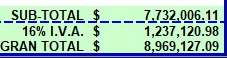 SUB-TOTAL $ 7,732,006.11
16% I.V.A. $ 1,237,120.98
GRAN TOTAL $ 8,969,127.09